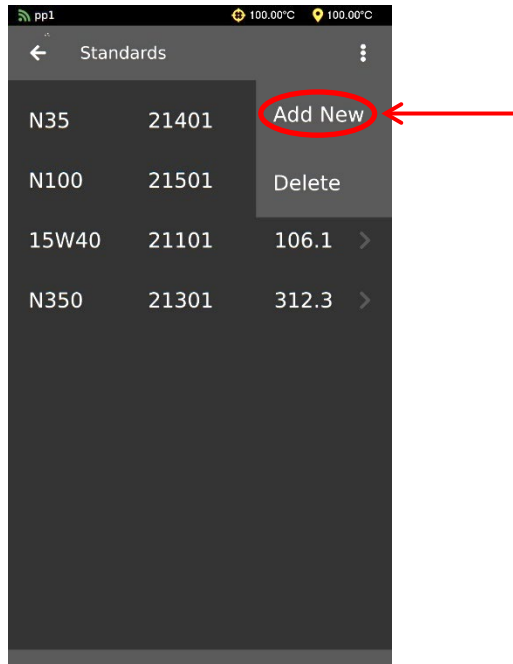 pp1 100.00°C 100.00°C
Standards
N35 21401 Add New
N100 21501 Delete
15W40 21101 106.1
N350 21301 312.3